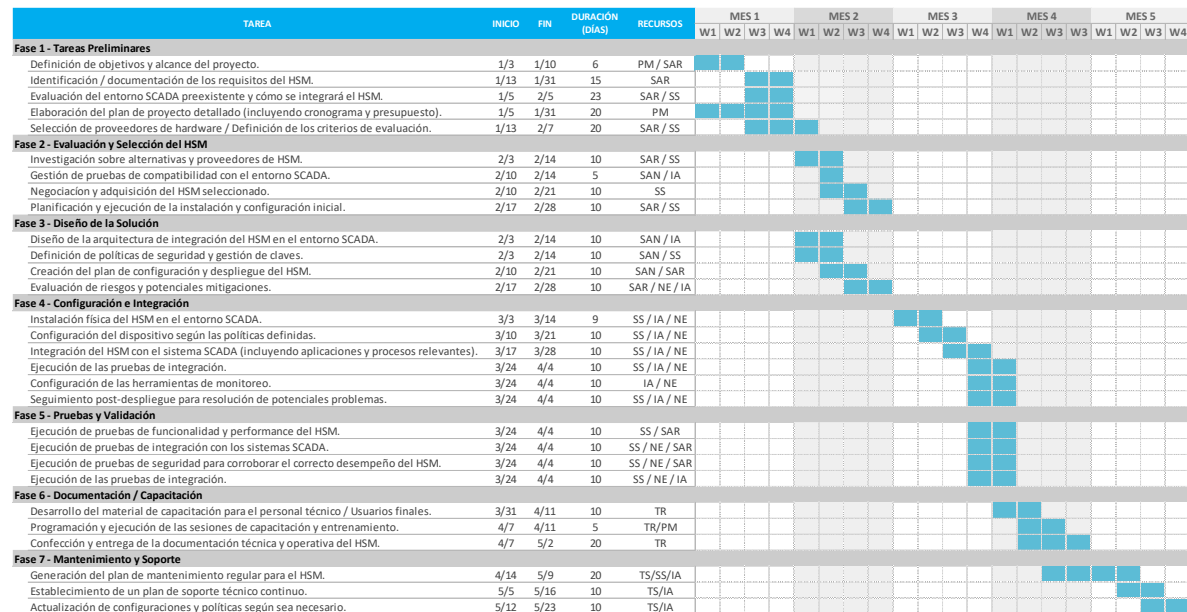 TAREA INICIO FIN DURACIÓN (DÍAS) RECURSOS MES 1 MES 2 MES 3 MES 4 MES 5
W1 W2 W3 W4 W1 W2 W3 W4 W1 W2 W3 W4 W1 W2 W3 W3 W1 W2 W3 W4
Fase 1 - Tareas Preliminares
Definición de objetivos y alcance del proyecto. 1/3 1/10 6 PM / SAR
Identificación / documentación de los requisitos del HSM. 1/13 1/31 15 SAR
Evaluación del entorno SCADA preexistente y cómo se integrará el HSM. 1/5 2/5 23 SAR / SS
Elaboración del plan de proyecto detallado (incluyendo cronograma y presupuesto). 1/5 1/31 20 PM
Selección de proveedores de hardware / Definición de los criterios de evaluación. 1/13 2/7 20 SAR / SS
Fase 2 - Evaluación y Selección del HSM
Investigación sobre alternativas y proveedores de HSM. 2/3 2/14 10 SAR / SS
Gestión de pruebas de compatibilidad con el entorno SCADA. 2/10 2/14 5 SAN / IA
Negociacíon y adquisición del HSM seleccionado. 2/10 2/21 10 SS
Planificación y ejecución de la instalación y configuración inicial. 2/17 2/28 10 SAR / SS
Fase 3 - Diseño de la Solución
Diseño de la arquitectura de integración del HSM en el entorno SCADA. 2/3 2/14 10 SAN / IA
Definición de políticas de seguridad y gestión de claves. 2/3 2/14 10 SAN / SS
Creación del plan de configuración y despliegue del HSM. 2/10 2/21 10 SAN / SAR
Evaluación de riesgos y potenciales mitigaciones. 2/17 2/28 10 SAR / NE / IA
Fase 4 - Configuración e Integración
Instalación física del HSM en el entorno SCADA. 3/3 3/14 9 SS / IA / NE
Configuración del dispositivo según las políticas definidas. 3/10 3/21 10 SS / IA / NE
Integración del HSM con el sistema SCADA (incluyendo aplicaciones y procesos relevantes). 3/17 3/28 10 SS / IA / NE
Ejecución de las pruebas de integración. 3/24 4/4 10 SS / IA / NE
Configuración de las herramientas de monitoreo. 3/24 4/4 10 IA / NE
Seguimiento post-despliegue para resolución de potenciales problemas. 3/24 4/4 10 SS / IA / NE
Fase 5 - Pruebas y Validación
Ejecución de pruebas de funcionalidad y performance del HSM. 3/24 4/4 10 SS / SAR
Ejecución de pruebas de integración con los sistemas SCADA. 3/24 4/4 10 SS / NE / SAR
Ejecución de pruebas de seguridad para corroborar el correcto desempeño del HSM. 3/24 4/4 10 SS / NE / SAR
Ejecución de las pruebas de integración. 3/24 4/4 10 SS / NE / IA
Fase 6 - Documentación / Capacitación
Desarrollo del material de capacitación para el personal técnico / Usuarios finales. 3/31 4/11 10 TR
Programación y ejecución de las sesiones de capacitación y entrenamiento. 4/7 4/11 5 TR/PM
Confección y entrega de la documentación técnica y operativa del HSM. 4/7 5/2 20 TR
Fase 7 - Mantenimiento y Soporte
Generación del plan de mantenimiento regular para el HSM. 4/14 5/9 20 TS/SS/IA
Establecimiento de un plan de soporte técnico continuo. 5/5 5/16 10 TS/IA
Actualización de configuraciones y políticas según sea necesario. 5/12 5/23 10 TS/IA